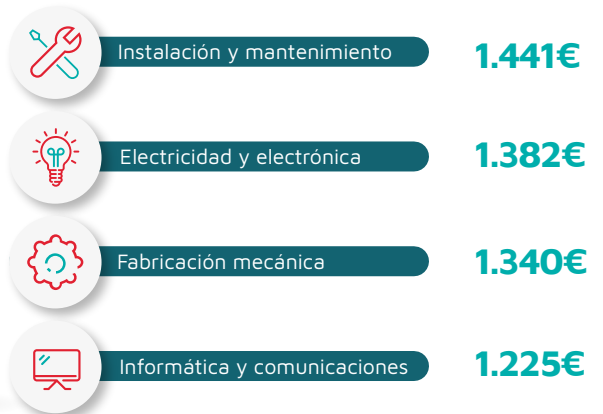 Instalación y mantenimiento 1.441€
Electricidad y electrónica 1.382€
Fabricación mecánica 1.340€
Informática y comunicaciones 1.225€